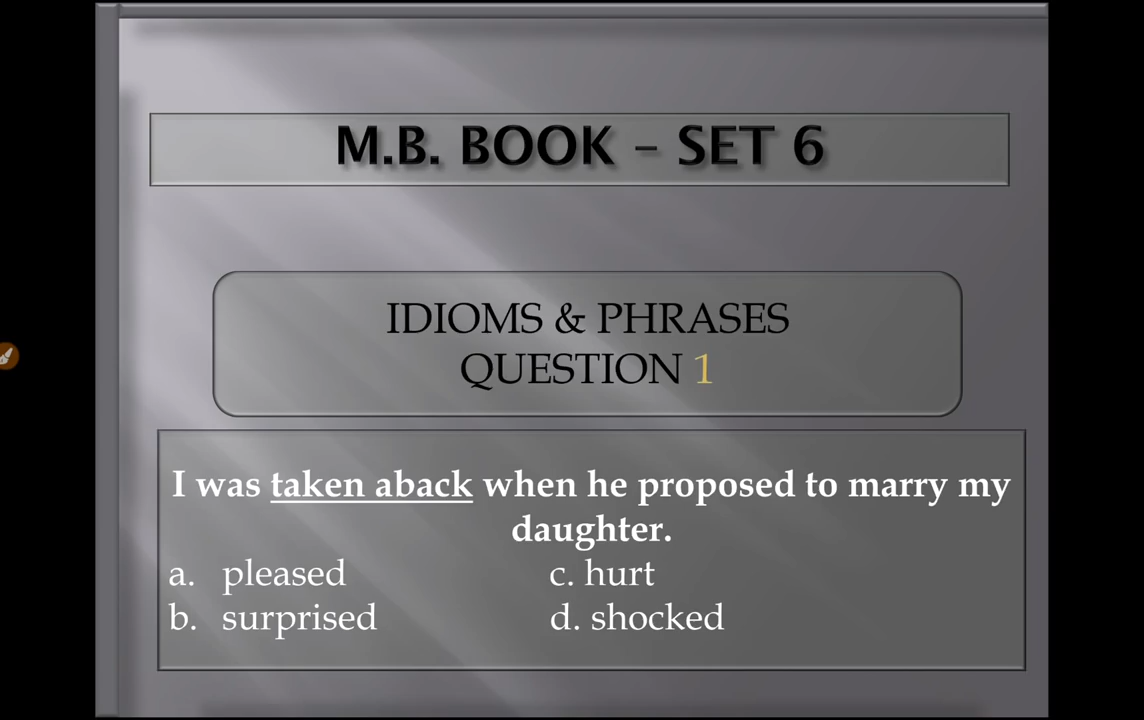 M.B. BOOK – SET 6
IDIOMS & PHRASES
QUESTION 1
I was taken aback when he proposed to marry my
daughter.
a. pleased c. hurt
b. surprised d. shocked